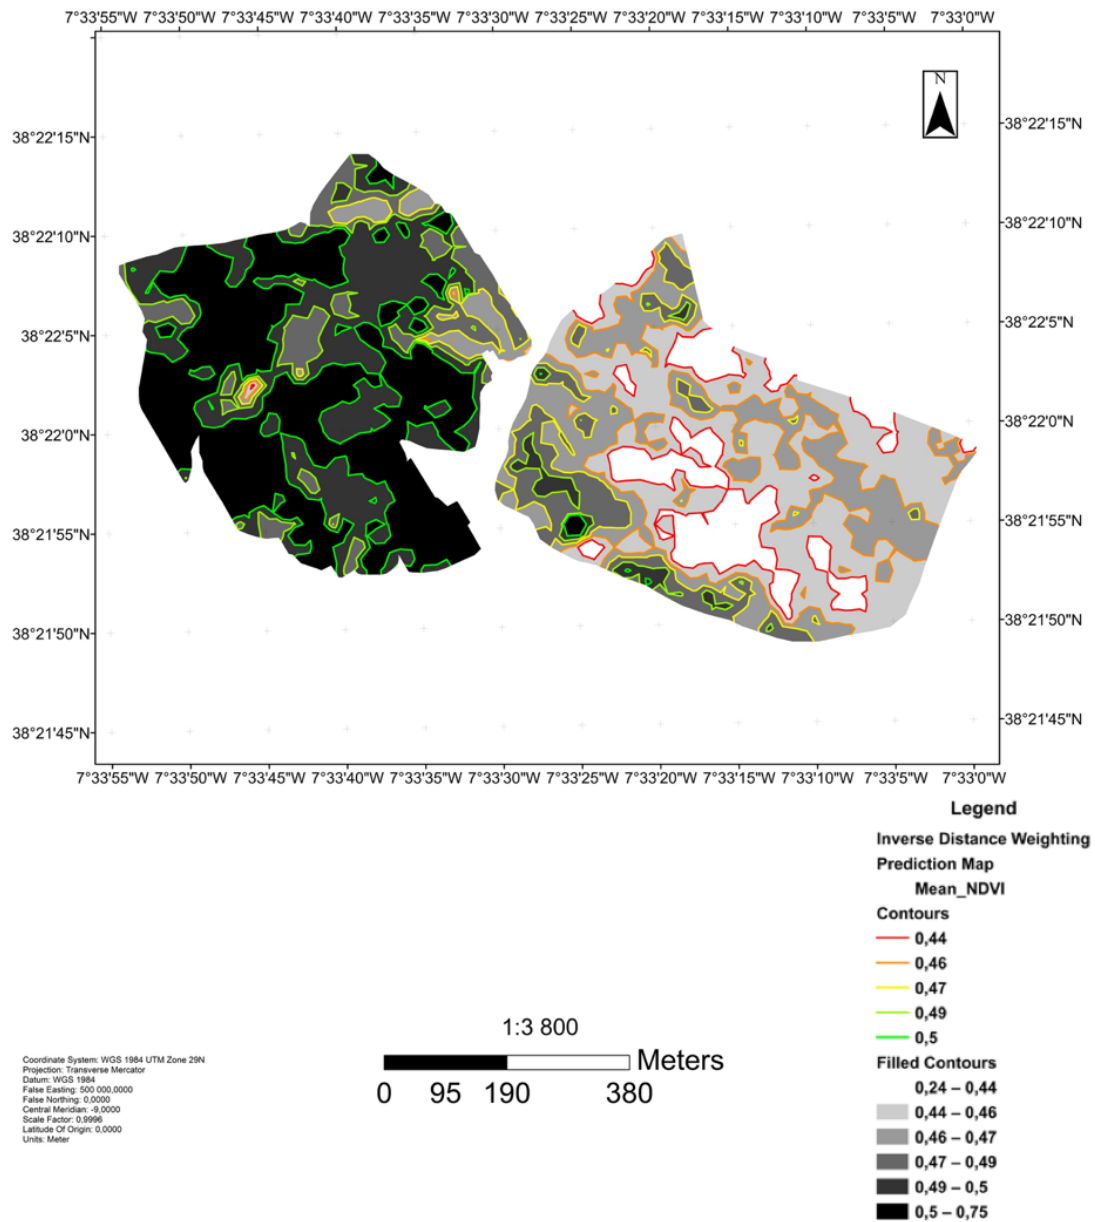 7°33'55"W 7°33'50"W 7°33'45"W 7°33'40"W 7°33'35"W 7°33'30"W 7°33'25"W 7°33'20"W 7°33'15"W 7°33'10"W 7°33'5"W 7°33'0"W
N
38°22'15"N 38°22'15"N
38°22'10"N 38°22'10"N
38°22'5"N 38°22'5"N
38°22'0"N 38°22'0"N
38°21'55"N 38°21'55"N
38°21'50"N 38°21'50"N
38°21'45"N 38°21'45"N
7°33'55"W 7°33'50"W 7°33'45"W 7°33'40"W 7°33'35"W 7°33'30"W 7°33'25"W 7°33'20"W 7°33'15"W 7°33'10"W 7°33'5"W 7°33'0"W
Legend
Inverse Distance Weighting
Prediction Map
Mean_NDVI
Contours
0,44
0,46
0,47
0,49
0,5
Filled Contours
0,24 – 0,44
0,44 – 0,46
0,46 – 0,47
0,47 – 0,49
0,49 – 0,5
0,5 – 0,75
1:3 800
Meters
0 95 190 380
Coordinate System: WGS 1984 UTM Zone 29N
Projection: Transverse Mercator
Datum: WGS 1984
False Easting: 500 000,0000
False Northing: 0,0000
Central Meridian: -9,0000
Scale Factor: 0,9996
Latitude Of Origin: 0,0000
Units: Meter